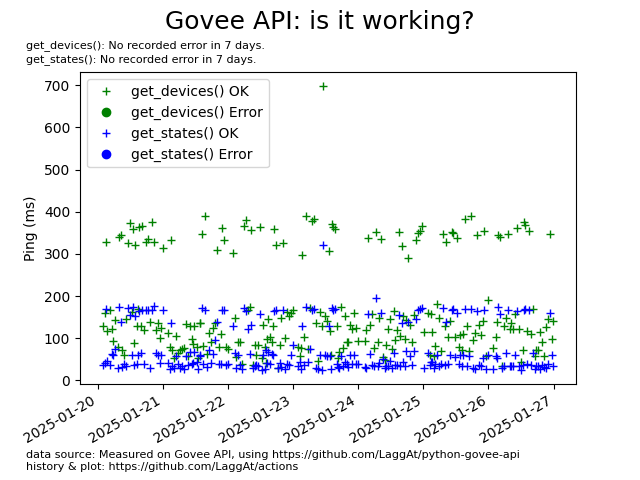 Govee API: is it working?
get_devices(): No recorded error in 7 days.
get_states(): No recorded error in 7 days.
get_devices() OK
get_devices() Error
get_states() OK
get_states() Error
Ping (ms)
700
600
500
400
300
200
100
0
2025-01-20
2025-01-21
2025-01-22
2025-01-23
2025-01-24
2025-01-25
2025-01-26
2025-01-27
data source: Measured on Govee API, using https://github.com/LaggAt/python-govee-api
history & plot: https://github.com/LaggAt/actions